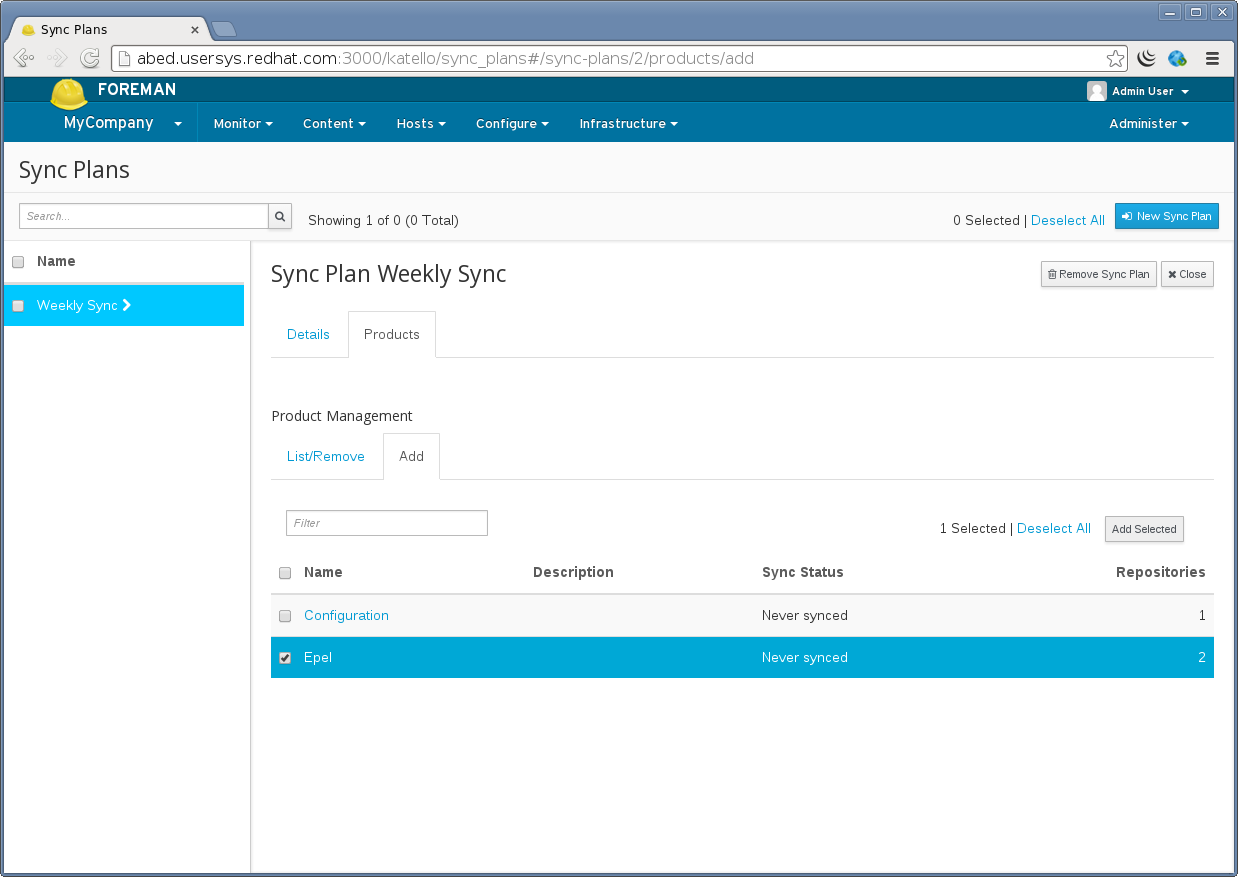 Sync Plans
abed.usersys.redhat.com:3000/katello/sync_plans#/sync-plans/2/products/add
FOREMAN
Admin User
MyCompany Monitor Content Hosts Configure Infrastructure Administer
Sync Plans
Search... Showing 1 of 0 (0 Total) 0 Selected | Deselect All New Sync Plan
Name
Weekly Sync
Sync Plan Weekly Sync Remove Sync Plan Close
Details Products
Product Management
List/Remove Add
Filter 1 Selected | Deselect All Add Selected
Name Description Sync Status Repositories
Configuration Never synced 1
Epel Never synced 2